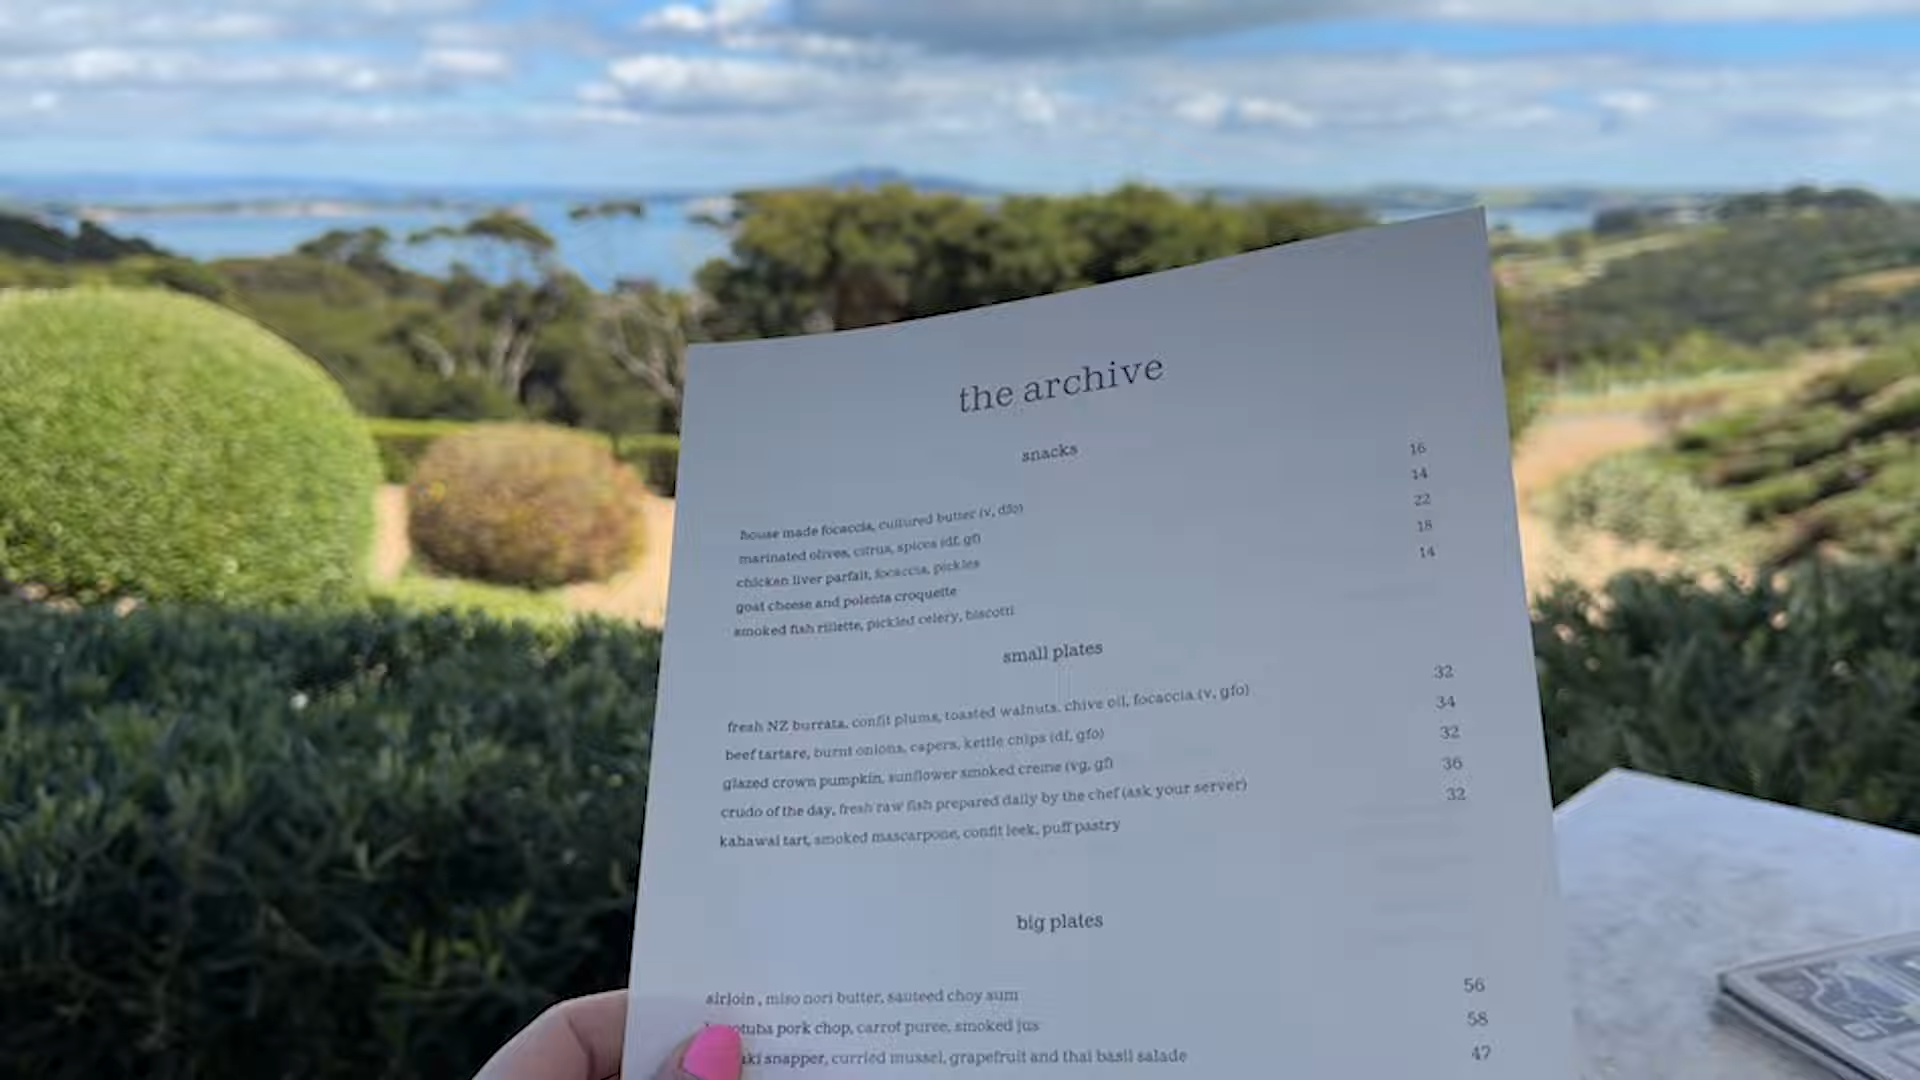 the archive
snacks
house made focaccia, cultured butter (v, dfo) 16
marinated olives, citrus, spices (df, gf) 14
chicken liver parfait, focaccia, pickles 22
goat cheese and polenta croquette 18
smoked fish rillette, pickled celery, biscotti 14
small plates
fresh NZ burrata, confit plums, toasted walnuts, chive oil, focaccia (v, gfo) 32
beef tartare, burnt onions, capers, kettle chips (df, gfo) 34
glazed crown pumpkin, sunflower smoked creme (vg, gf) 32
crudo of the day, fresh raw fish prepared daily by the chef (ask your server) 36
kahawai tart, smoked mascarpone, confit leek, puff pastry 32
big plates
sirloin , miso nori butter, sauteed choy sum 56
pork chop, carrot puree, smoked jus 58
snapper, curried mussel, grapefruit and thai basil salade 47